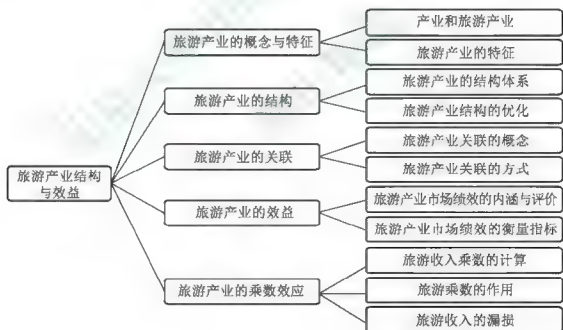 旅游产业结构
与效益
旅游产业的概念与特征
产业和旅游产业
旅游产业的特征
旅游产业的结构
旅游产业的结构体系
旅游产业结构的优化
旅游产业的关联
旅游产业关联的概念
旅游产业关联的方式
旅游产业的效益
旅游产业市场绩效的内涵与评价
旅游产业市场绩效的衡量指标
旅游产业的乘数效应
旅游收入乘数的计算
旅游乘数的作用
旅游收入的漏损